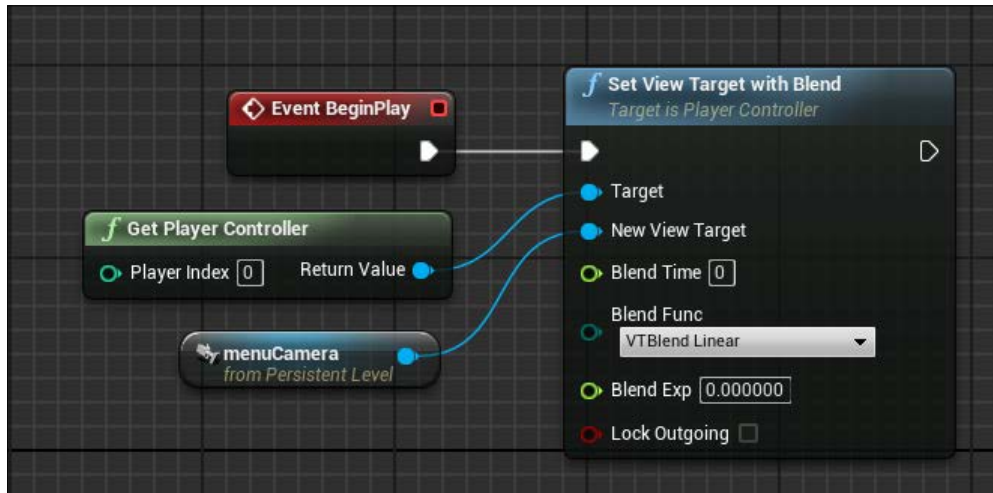 Event BeginPlay
f Set View Target with Blend
Target is Player Controller
Target
New View Target
Blend Time 0
Blend Func
VTBlend Linear
Blend Exp 0.000000
Lock Outgoing
f Get Player Controller
Player Index 0 Return Value
menuCamera
from Persistent Level